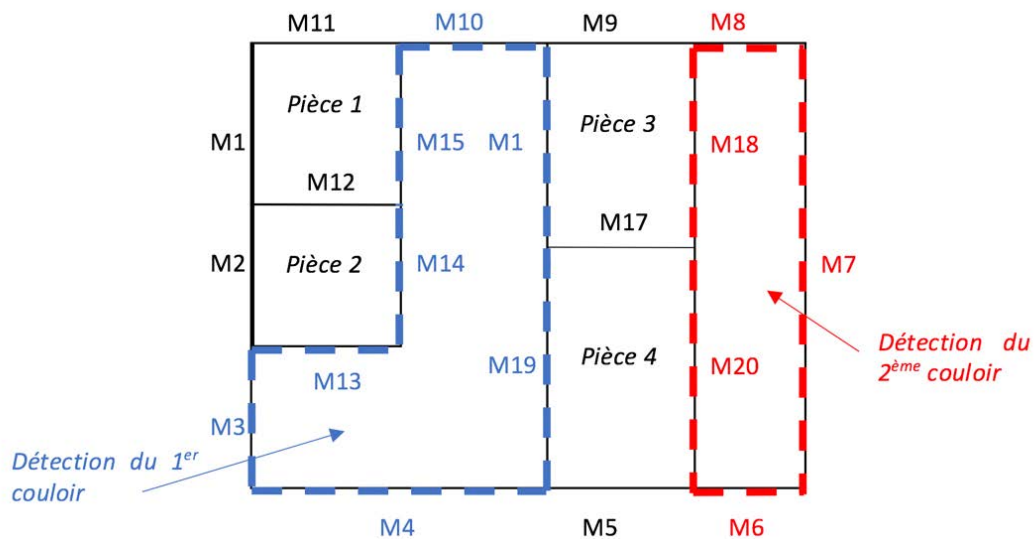 M11 M10 M9 M8
Pièce 1
Pièce 3
M1 M15 M1 M18
M12
M17
M2 Pièce 2 M14 M7
Détection du
2ème couloir
Pièce 4
M13 M19 M20
M3
Détection du 1er
couloir
M4 M5 M6